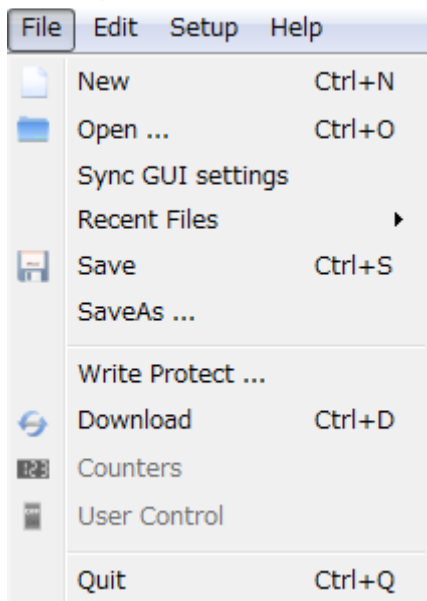 File Edit Setup Help
New Ctrl+N
Open ... Ctrl+O
Sync GUI settings
Recent Files
Save Ctrl+S
SaveAs ...
Write Protect ...
Download Ctrl+D
123 Counters
User Control
Quit Ctrl+Q